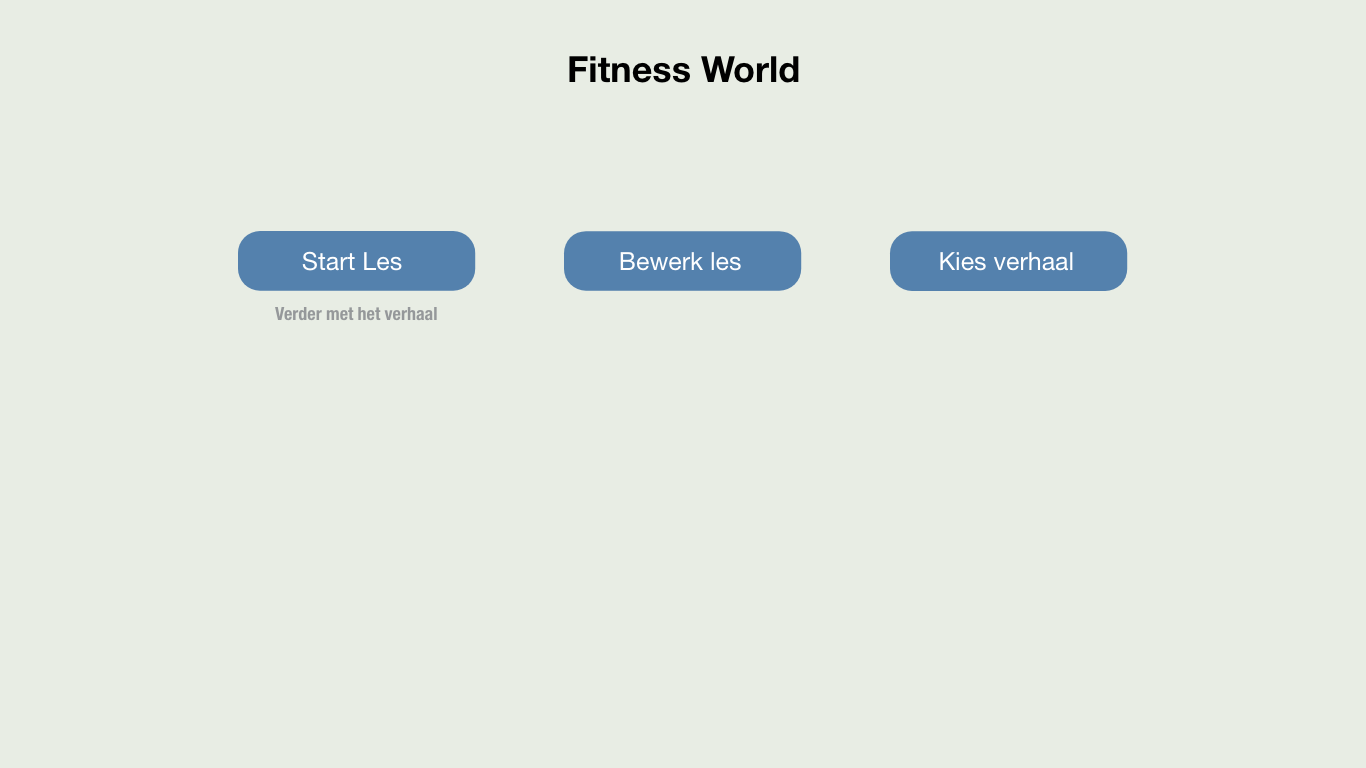 Fitness World
Start Les
Bewerk les
Kies verhaal
Verder met het verhaal